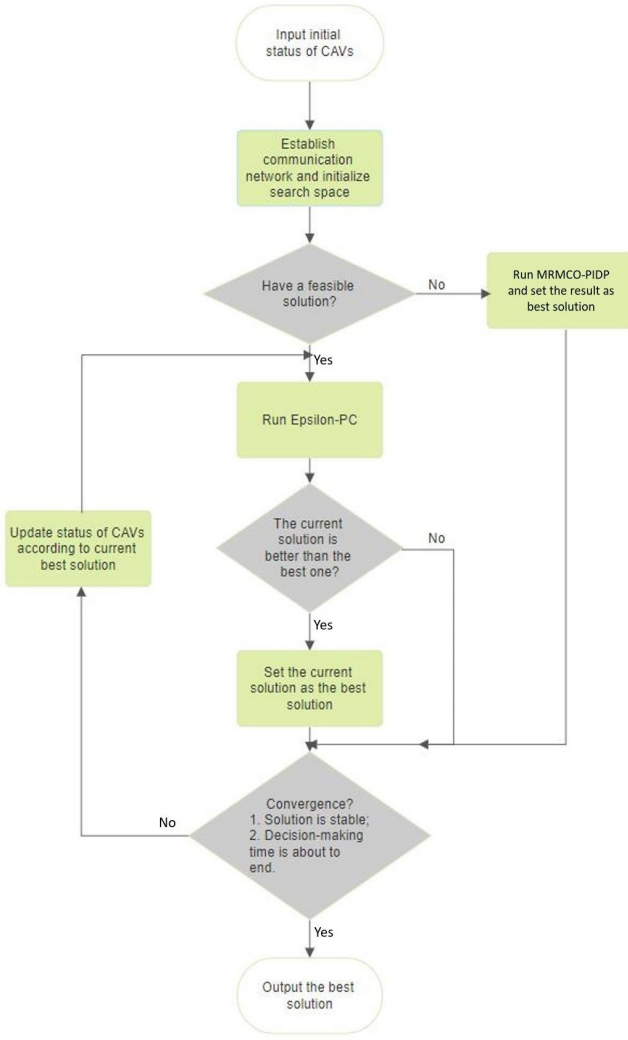 Input initial
status of CAVs
Establish
communication
network and initialize
search space
Have a feasible
solution?
No
Run MRMCO-PIDP
and set the result as
best solution
Yes
Run Epsilon-PC
The current
solution is
better than the
best one?
No
Update status of CAVs
according to current
best solution
Yes
Set the current
solution as the best
solution
Convergence?
1. Solution is stable;
2. Decision-making
time is about to
end.
No
Yes
Output the best
solution